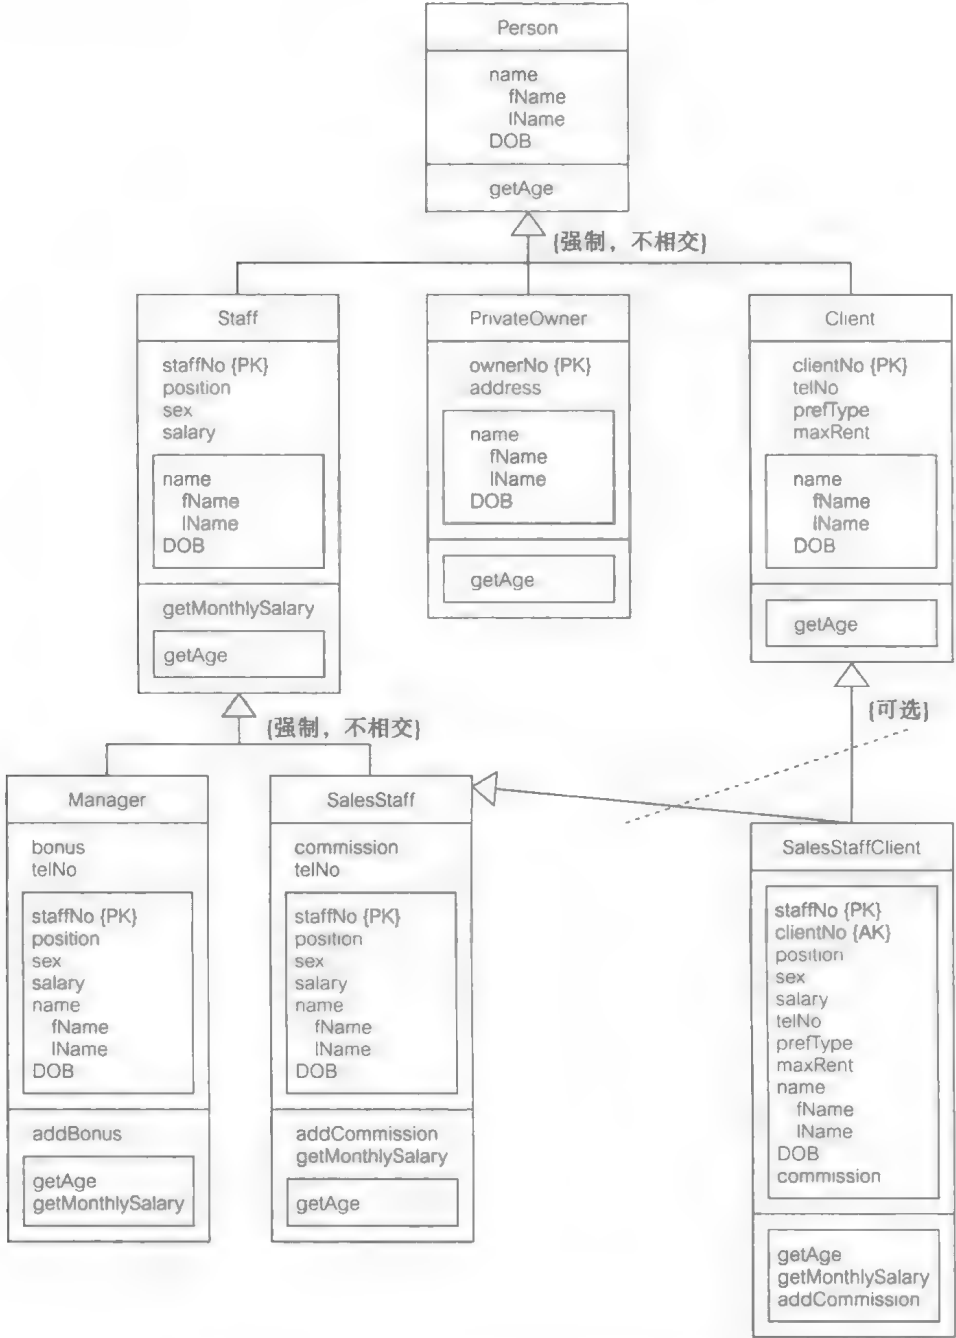 Person
name
fName
lName
DOB
getAge
{强制，不相交}
Staff
staffNo {PK}
position
sex
salary
name
fName
lName
DOB
getMonthlySalary
getAge
PrivateOwner
ownerNo {PK}
address
name
fName
lName
DOB
getAge
Client
clientNo {PK}
telNo
prefType
maxRent
name
fName
lName
DOB
getAge
{强制，不相交}
{可选}
Manager
bonus
telNo
staffNo {PK}
position
sex
salary
name
fName
lName
DOB
addBonus
getAge
getMonthlySalary
SalesStaff
commission
telNo
staffNo {PK}
position
sex
salary
name
fName
lName
DOB
addCommission
getMonthlySalary
getAge
SalesStaffClient
staffNo {PK}
clientNo {AK}
position
sex
salary
telNo
prefType
maxRent
name
fName
lName
DOB
commission
getAge
getMonthlySalary
addCommission